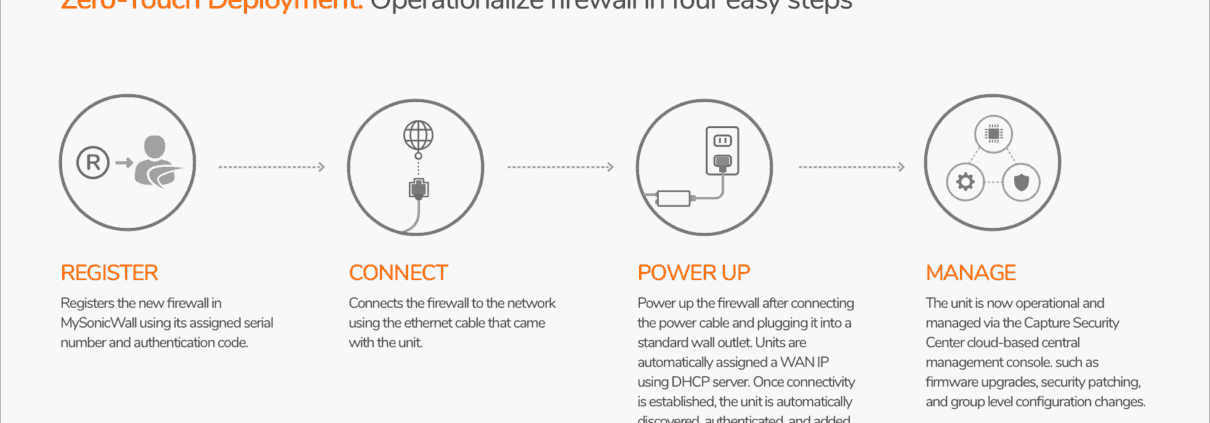 Zero-Touch Deployment: Operationalize firewall in four easy steps
R
REGISTER
Registers the new firewall in
MySonicWall using its assigned serial
number and authentication code.
CONNECT
Connects the firewall to the network
using the ethernet cable that came
with the unit.
POWER UP
Power up the firewall after connecting
the power cable and plugging it into a
standard wall outlet. Units are
automatically assigned a WAN IP
using DHCP server. Once connectivity
is established, the unit is automatically
discovered, authenticated, and added
MANAGE
The unit is now operational and
managed via the Capture Security
Center cloud-based central
management console. such as
firmware upgrades, security patching,
and group level configuration changes.